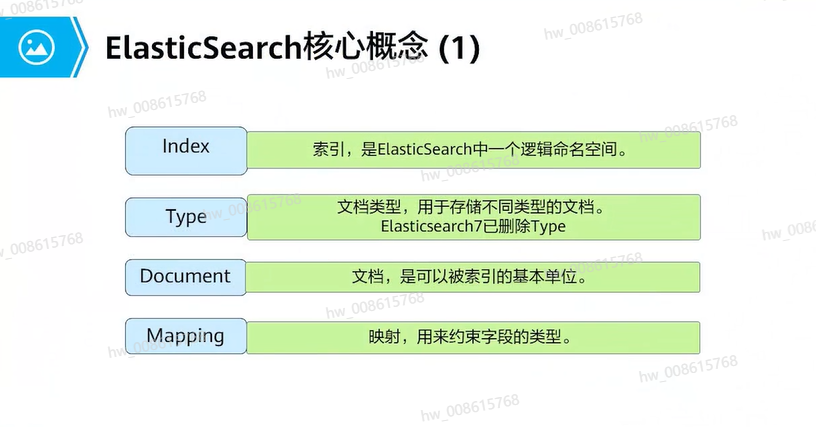 ElasticSearch核心概念 (1)
Index
索引，是ElasticSearch中一个逻辑命名空间。
Type
文档类型，用于存储不同类型的文档。
Elasticsearch7已删除Type
Document
文档，是可以被索引的基本单位。
Mapping
映射，用来约束字段的类型。
hw_008615768
hw_008615768
hw_008615768
hw_008615768
hw_008615768
hw_008615768
hw_008615768
hw_008615768
hw_008615768
hw_008615768
hw_008615768
hw_008615768